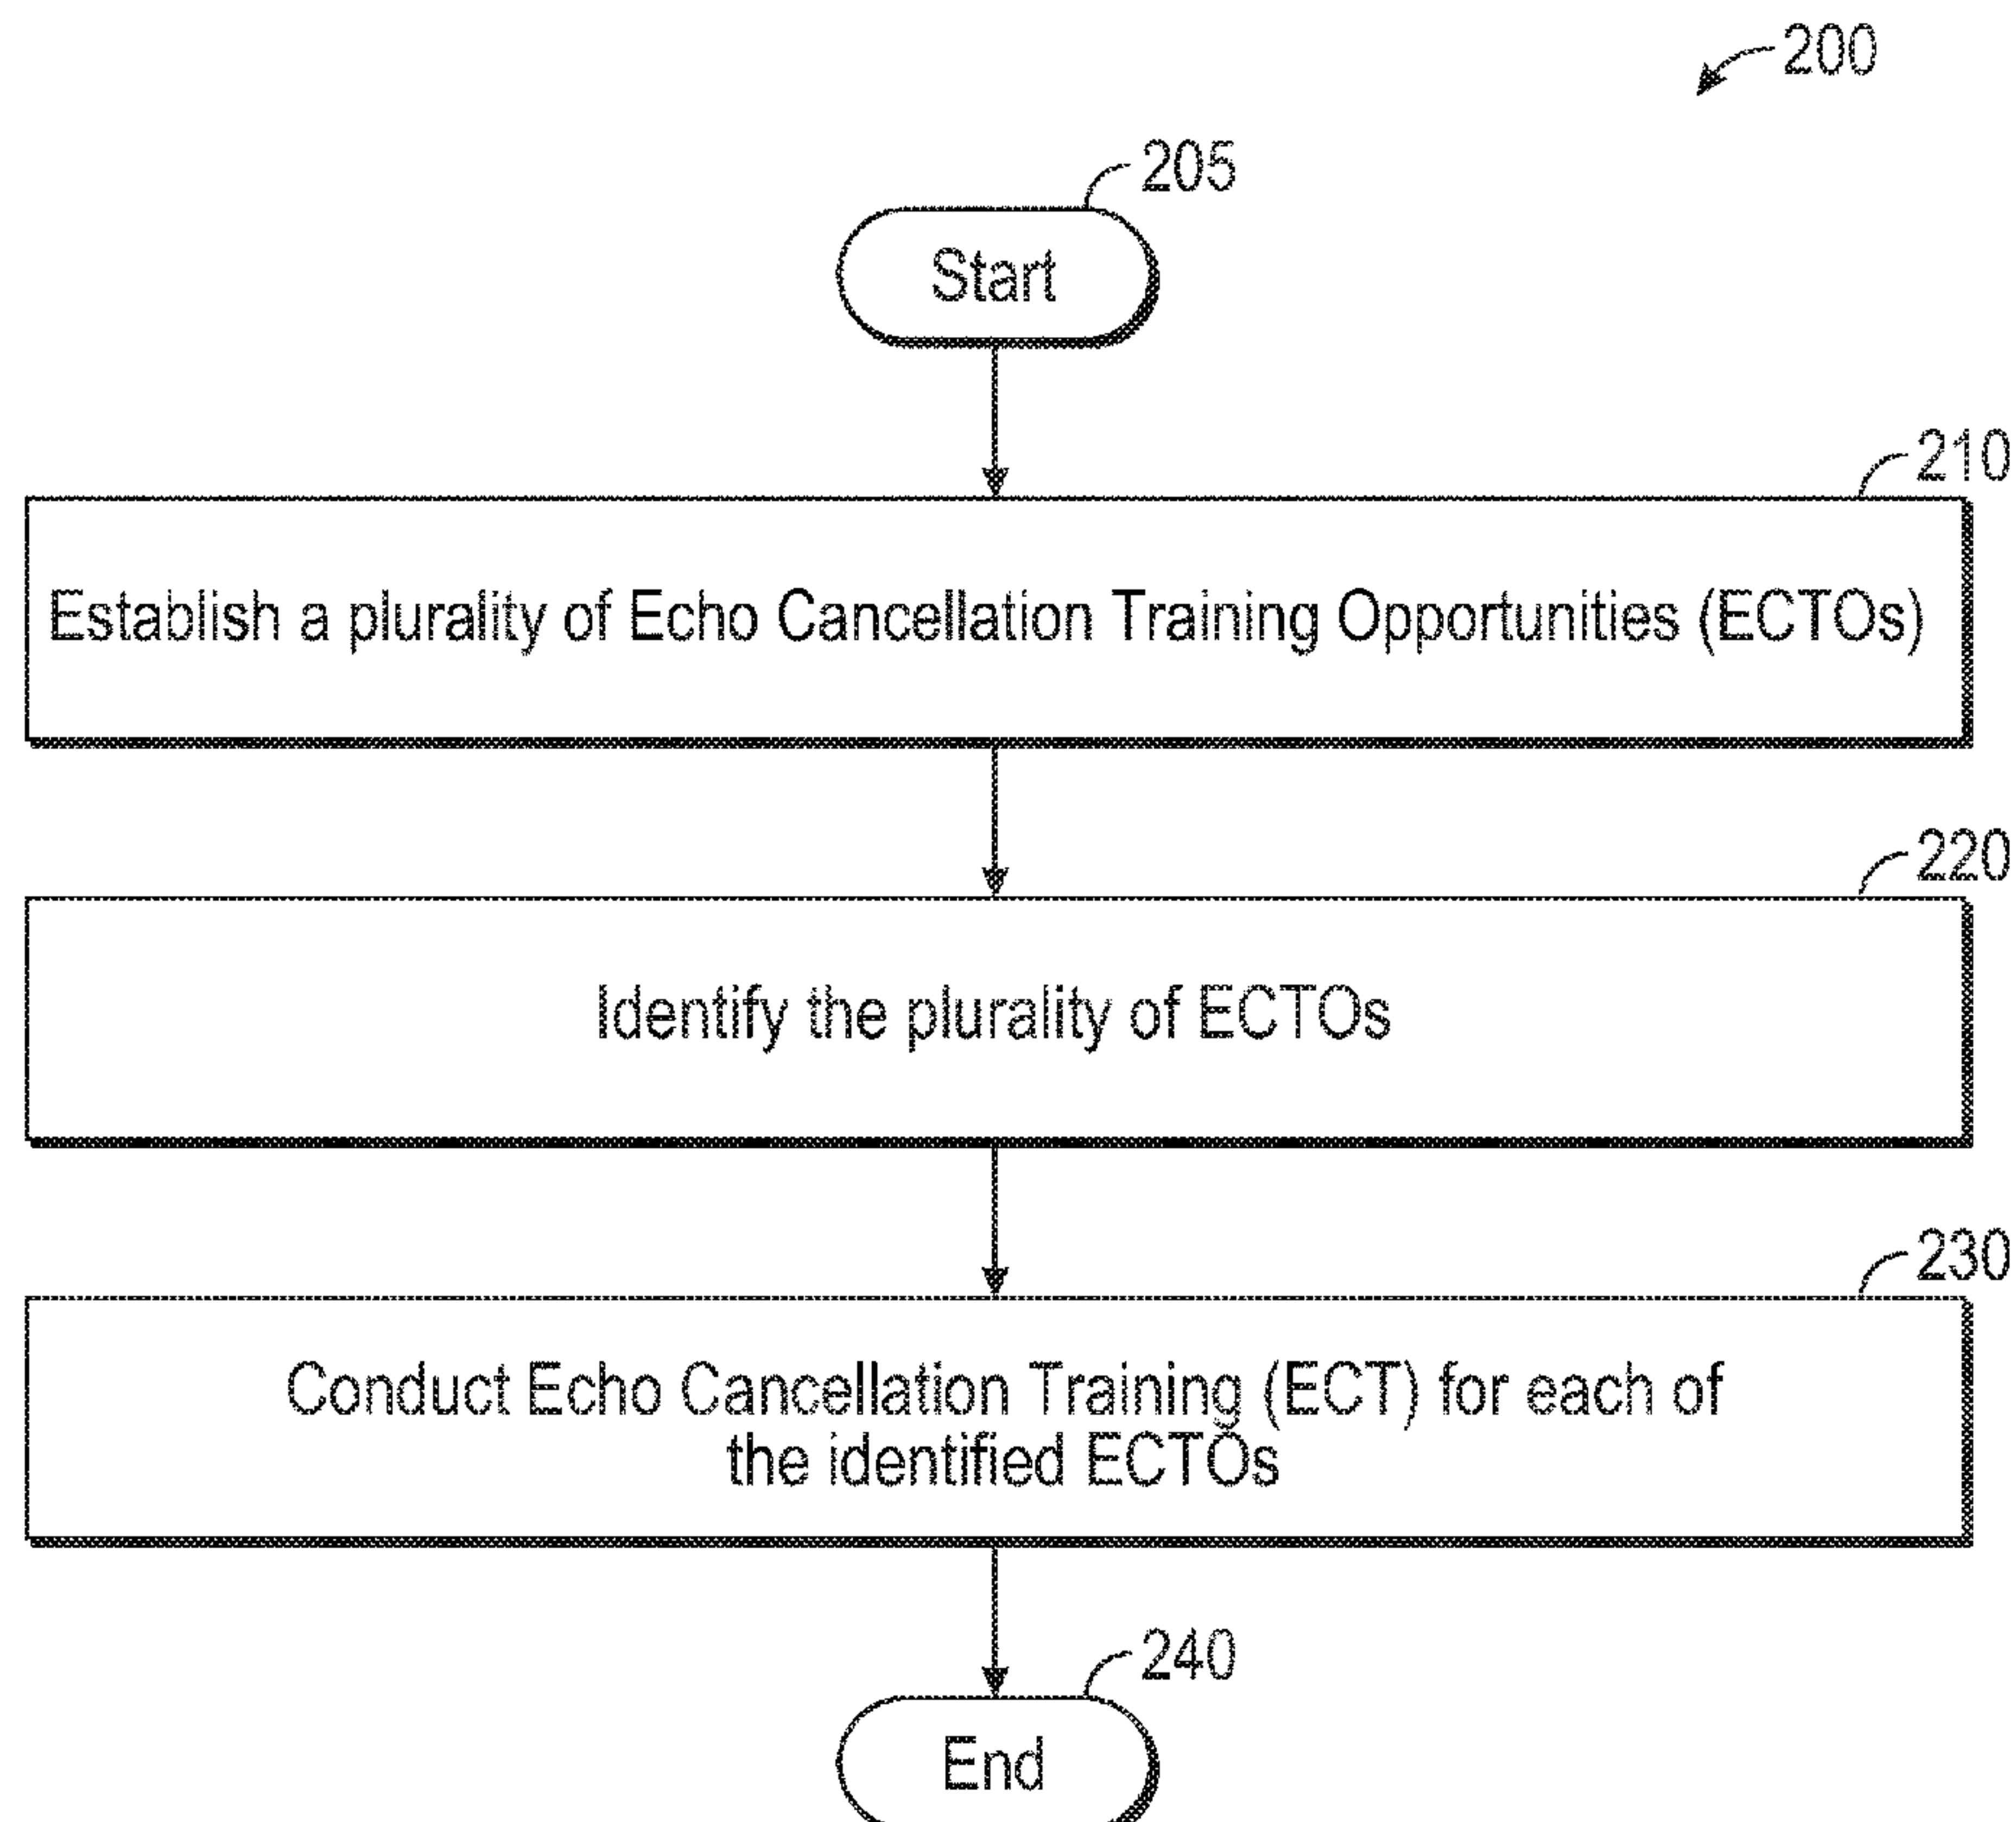 200
205
Start
210
Establish a plurality of Echo Cancellation Training Opportunities (ECTOs)
220
Identify the plurality of ECTOs
230
Conduct Echo Cancellation Training (ECT) for each of
the identified ECTOs
240
End